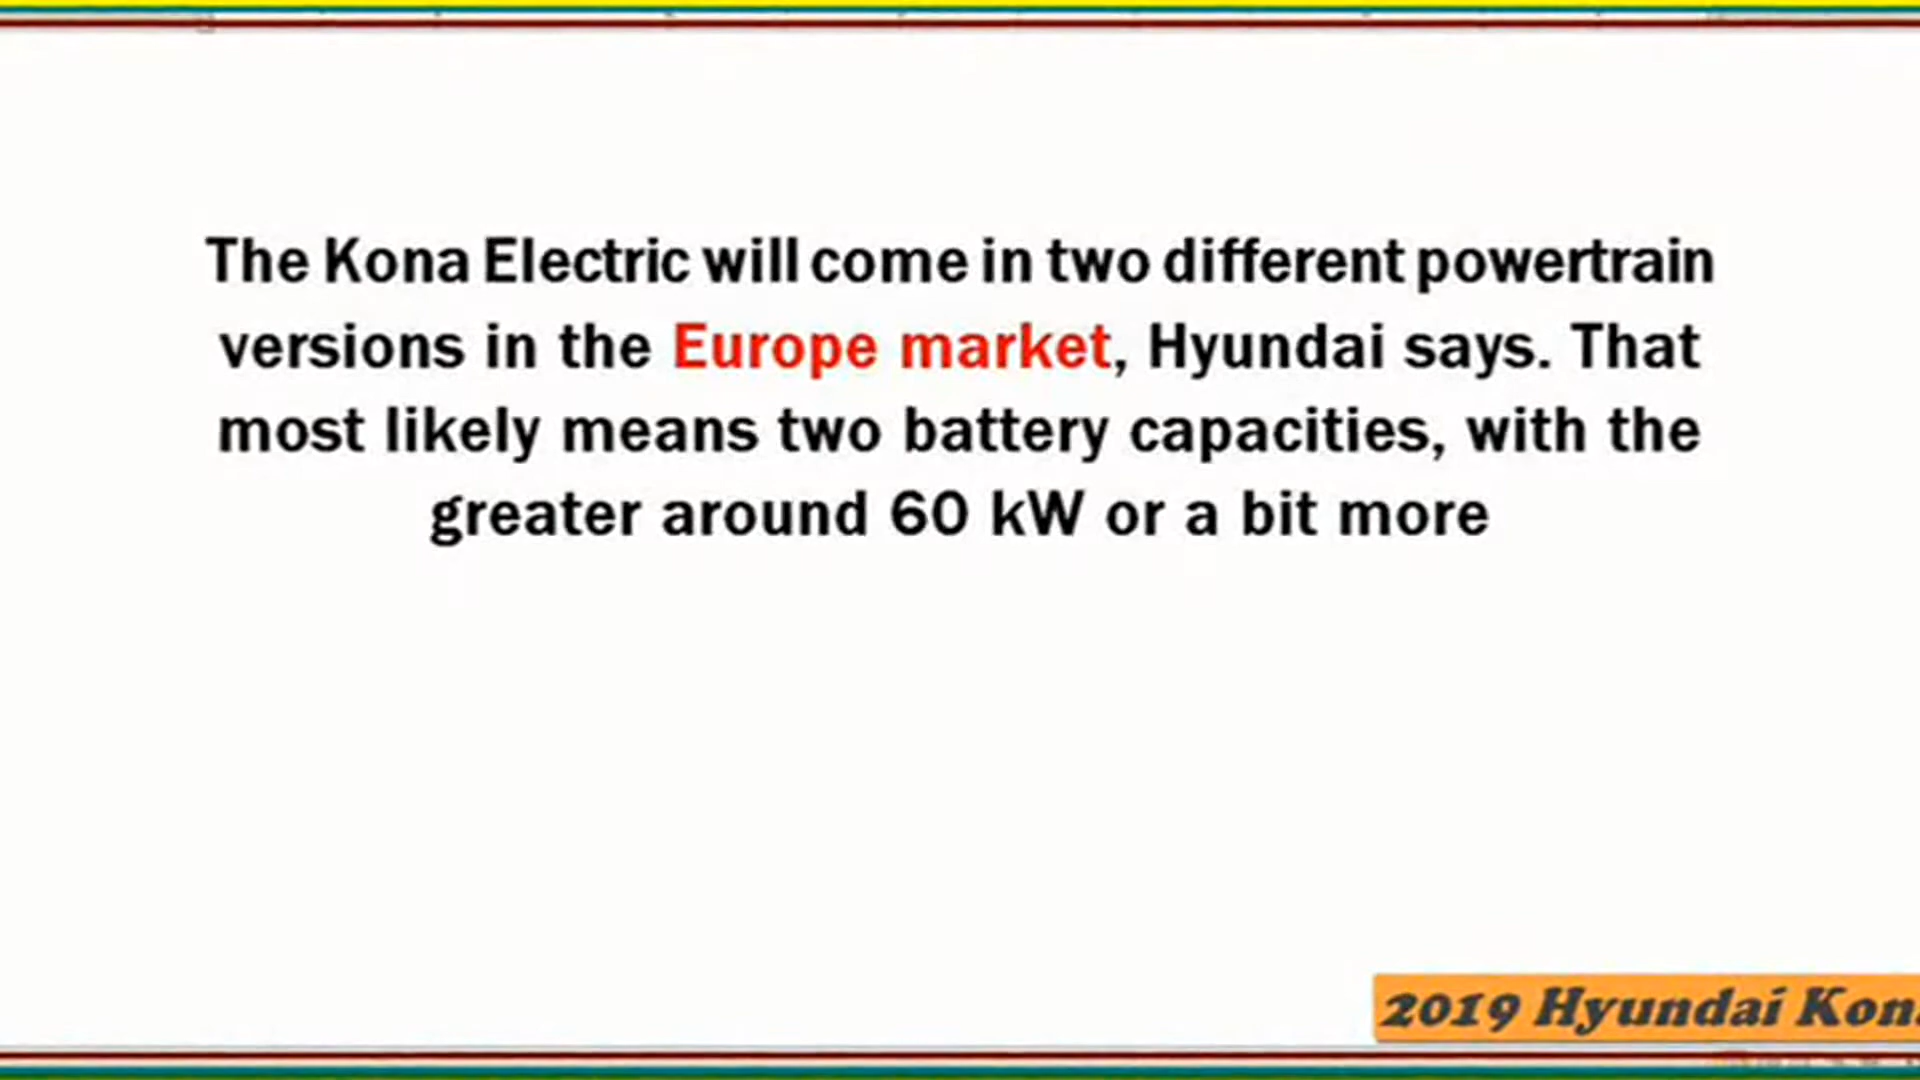 The Kona Electric will come in two different powertrain
versions in the Europe market, Hyundai says. That
most likely means two battery capacities, with the
greater around 60 kW or a bit more
2019 Hyundai Kon